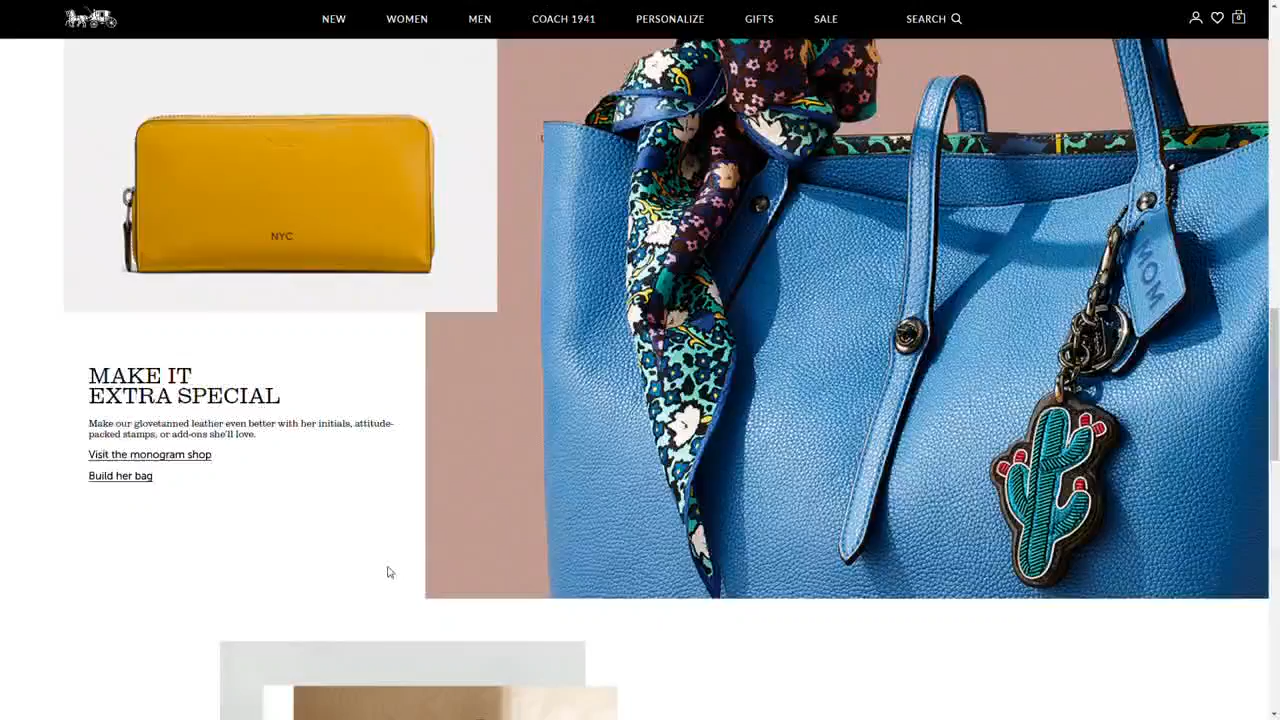 NEW WOMEN MEN COACH 1941 PERSONALIZE GIFTS SALE SEARCH 0
NYC
MOM
MAKE IT
EXTRA SPECIAL
Make our glovetanned leather even better with her initials, attitude-
packed stamps, or add-ons she'll love.
Visit the monogram shop
Build her bag